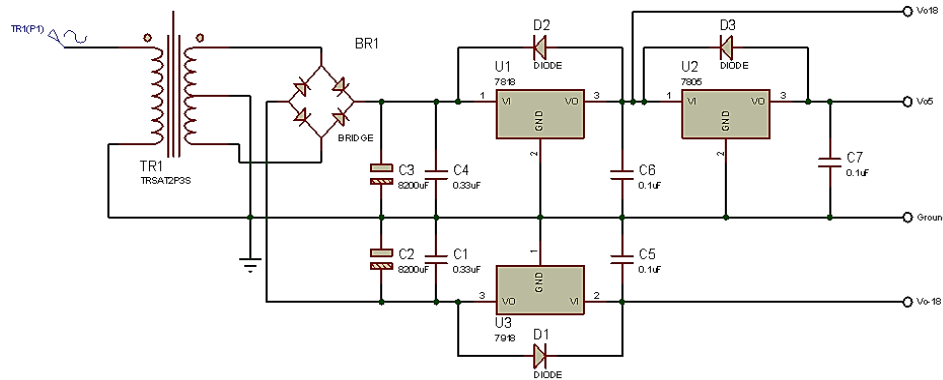 Vo18
D2
D3
TR1(P1)
BR1
U1
DIODE
U2
DIODE
7818
7805
1
VI
VO
3
1
VI
VO
3
Vo5
GND
GND
BRIDGE
2
2
TR1
TRSAT2P3S
C3
8200uF
C4
0.33uF
C6
0.1uF
C7
0.1uF
Groun
C2
8200uF
C1
0.33uF
1
GND
C5
0.1uF
3
VO
VI
2
Vo-18
U3
7918
D1
DIODE